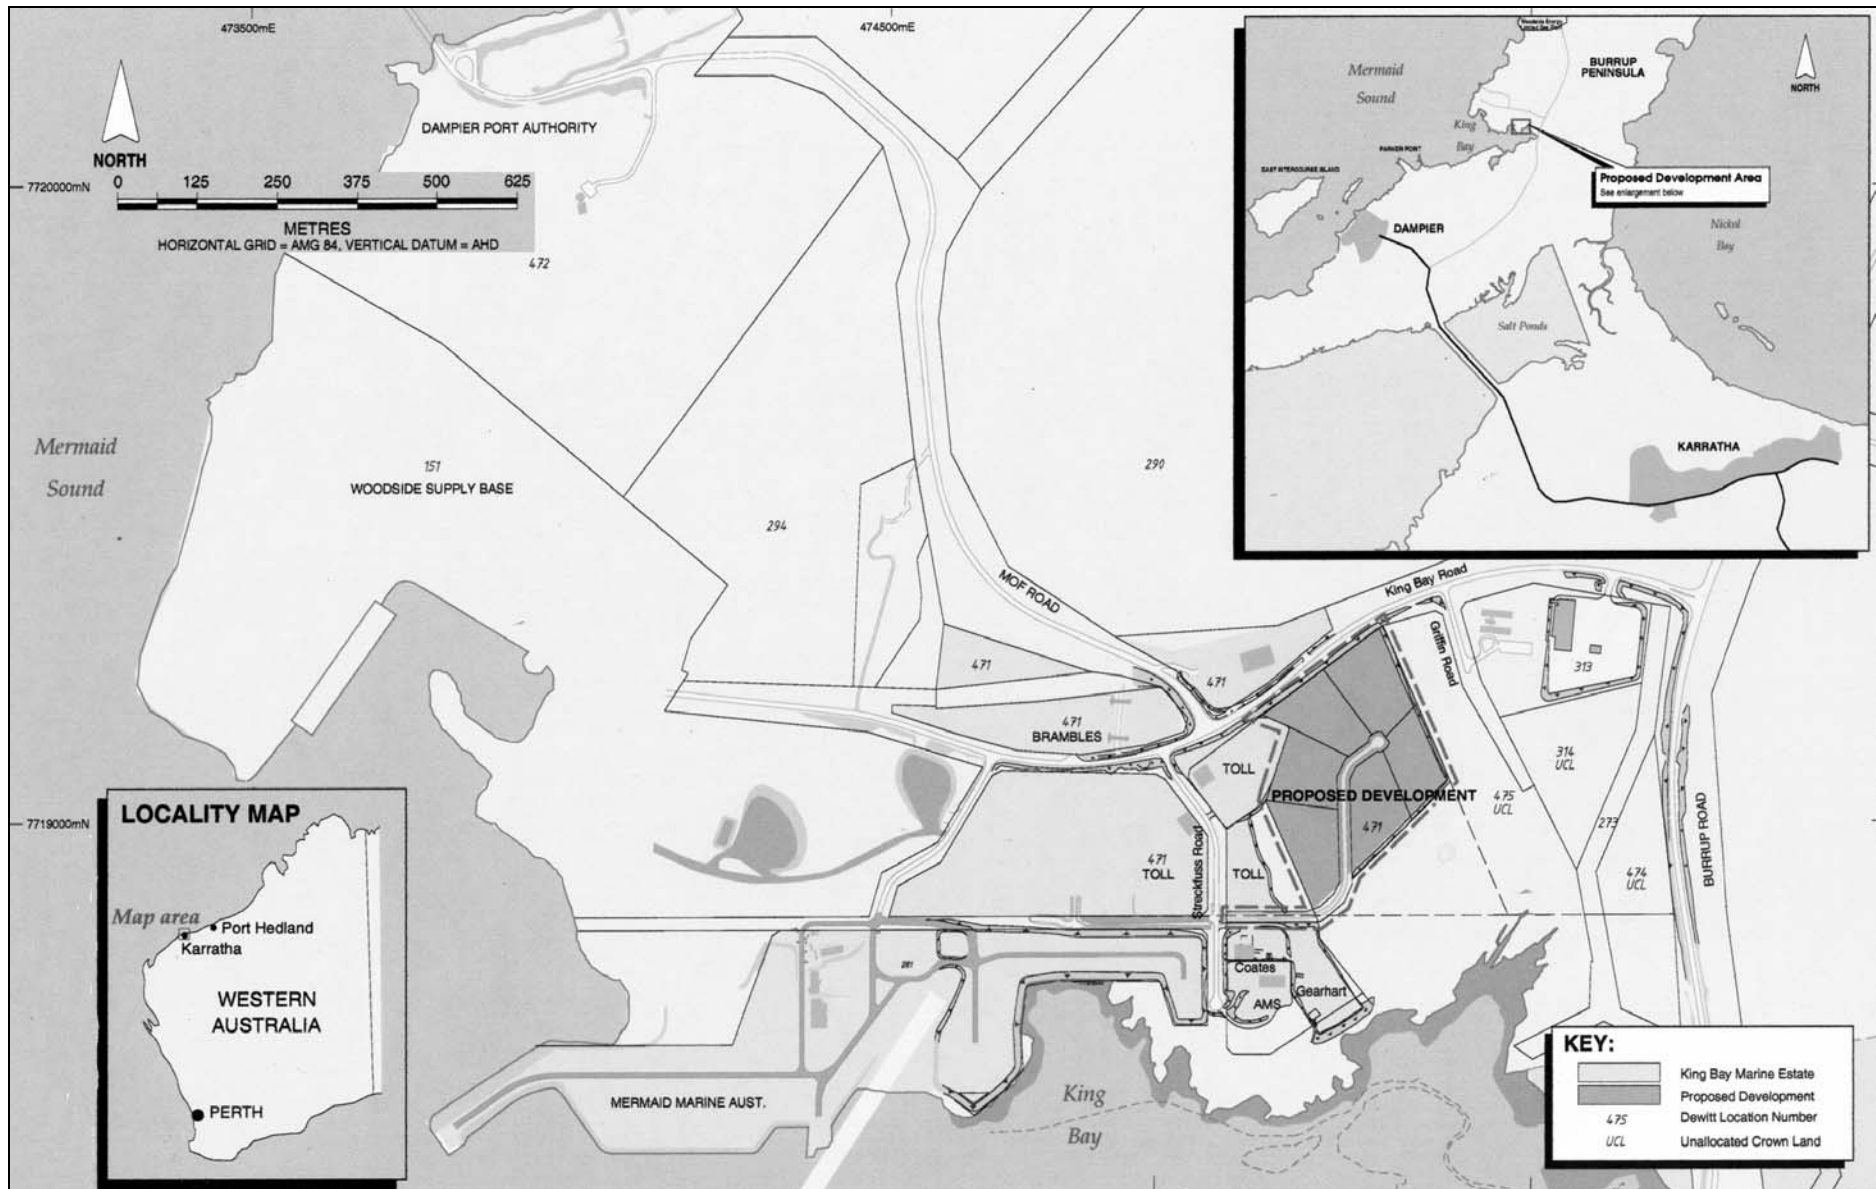 473500mE
474500mE
NORTH
7720000mN
0 125 250 375 500 625
METRES
HORIZONTAL GRID = AMG 84, VERTICAL DATUM = AHD
DAMPIER PORT AUTHORITY
472
Mermaid
Sound
151
WOODSIDE SUPPLY BASE
294
290
MOF ROAD
King Bay Road
Griffin Road
471
471
471
BRAMBLES
TOLL
PROPOSED DEVELOPMENT
471
471
TOLL
Streckfuss Road
TOLL
313
314
UCL
475
UCL
273
474
UCL
BURRUP ROAD
7719000mN
Coates
AMS
Gearhart
MERMAID MARINE AUST.
King
Bay
Mermaid
Sound
BURRUP
PENINSULA
NORTH
King
Bay
PARKER POINT
EAST INTERCOURSE ISLAND
Proposed Development Area
See enlargement below
DAMPIER
Nickol
Bay
Salt Ponds
KARRATHA
LOCALITY MAP
Map area
Port Hedland
Karratha
WESTERN
AUSTRALIA
PERTH
KEY:
King Bay Marine Estate
Proposed Development
475 Dewitt Location Number
UCL Unallocated Crown Land